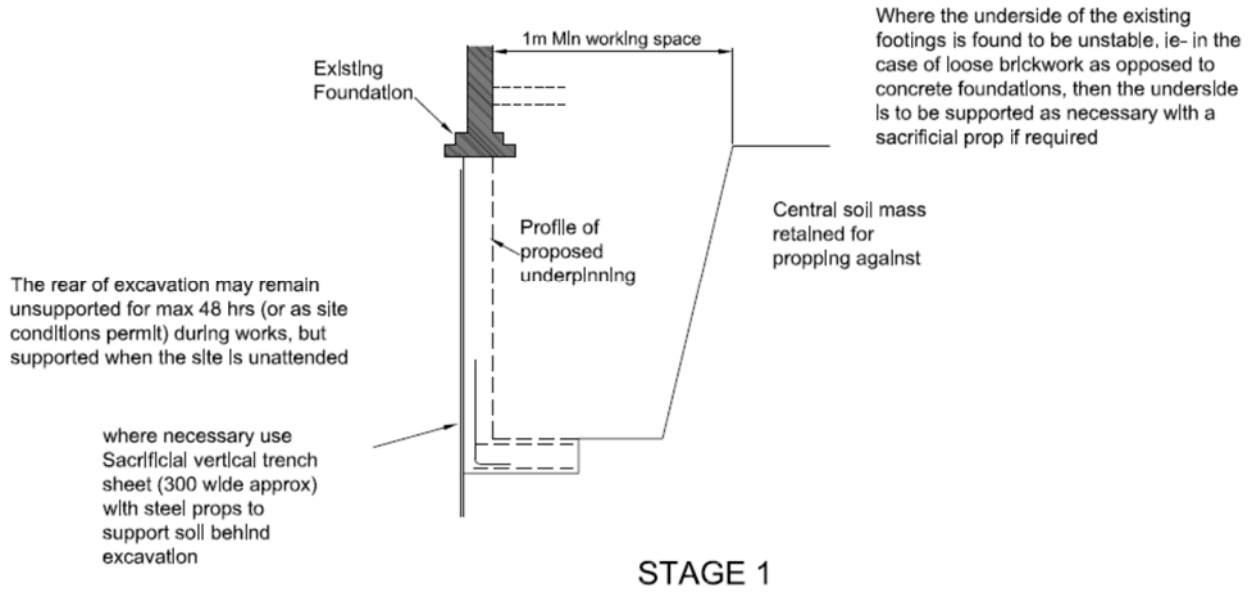 Where the underside of the existing
footings is found to be unstable, ie- in the
case of loose brickwork as opposed to
concrete foundations, then the underside
is to be supported as necessary with a
sacrificial prop if required
1m Min working space
Existing
Foundation
Profile of
proposed
underpinning
Central soil mass
retained for
propping against
The rear of excavation may remain
unsupported for max 48 hrs (or as site
conditions permit) during works, but
supported when the site is unattended
where necessary use
Sacrificial vertical trench
sheet (300 wide approx)
with steel props to
support soil behind
excavation
STAGE 1